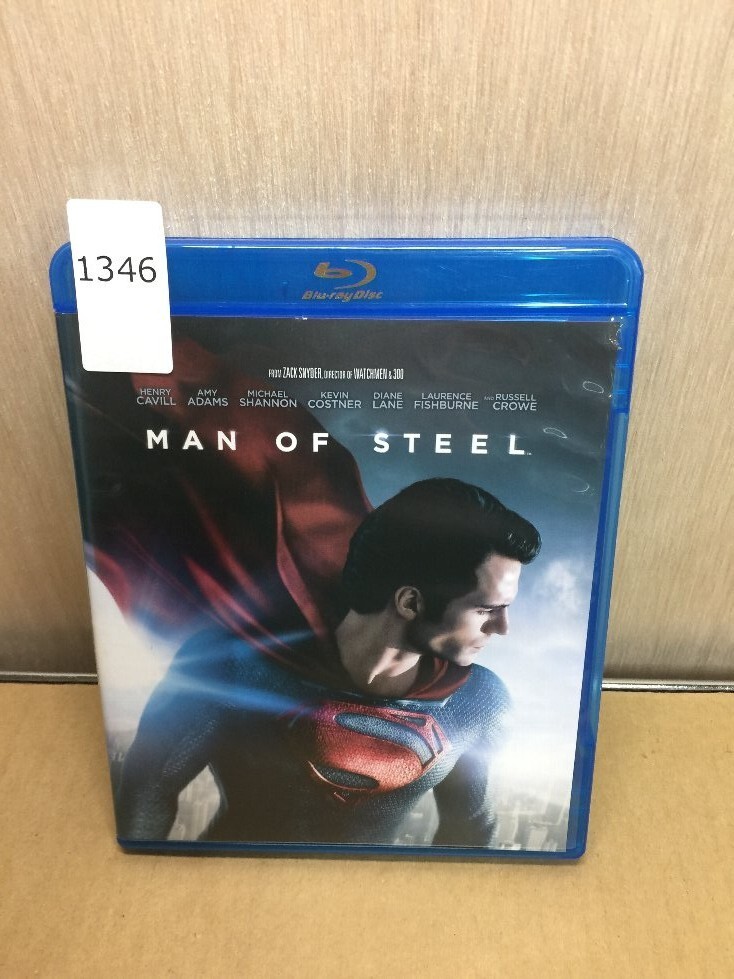 1346
Blu-ray Disc
FROM ZACK SNYDER, DIRECTOR OF WATCHMEN & 300
HENRY CAVILL AMY ADAMS MICHAEL SHANNON KEVIN COSTNER DIANE LANE LAURENCE FISHBURNE AND RUSSELL CROWE
MAN OF STEEL™